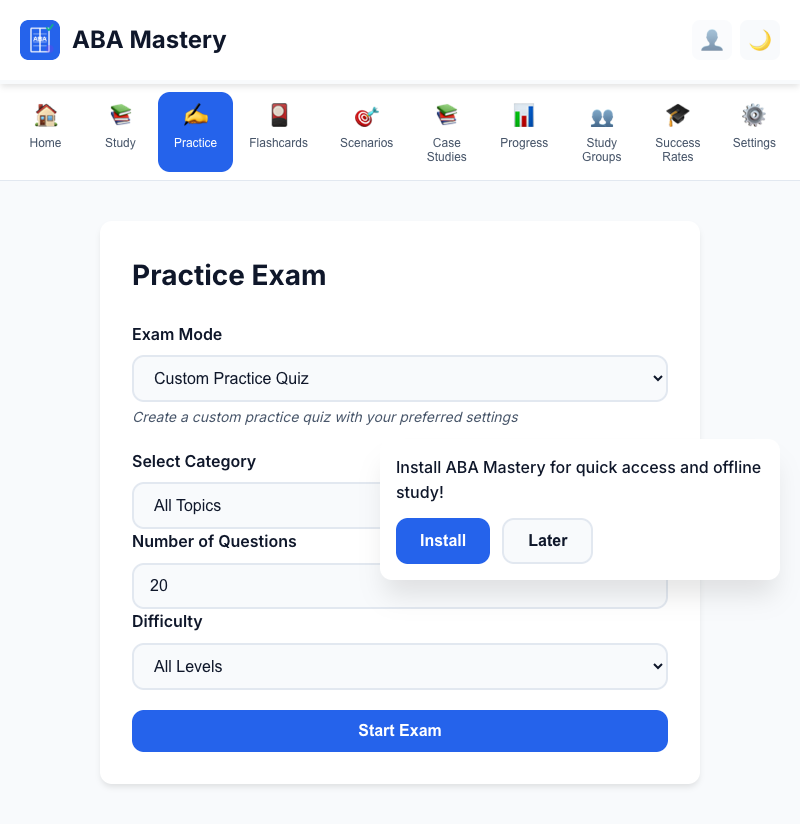 ABA
ABA Mastery
Home
Study
Practice
Flashcards
Scenarios
Case
Studies
Progress
Study
Groups
Success
Rates
Settings
Practice Exam
Exam Mode
Custom Practice Quiz
Create a custom practice quiz with your preferred settings
Select Category
All Topics
Install ABA Mastery for quick access and offline
study!
Install
Later
Number of Questions
20
Difficulty
All Levels
Start Exam